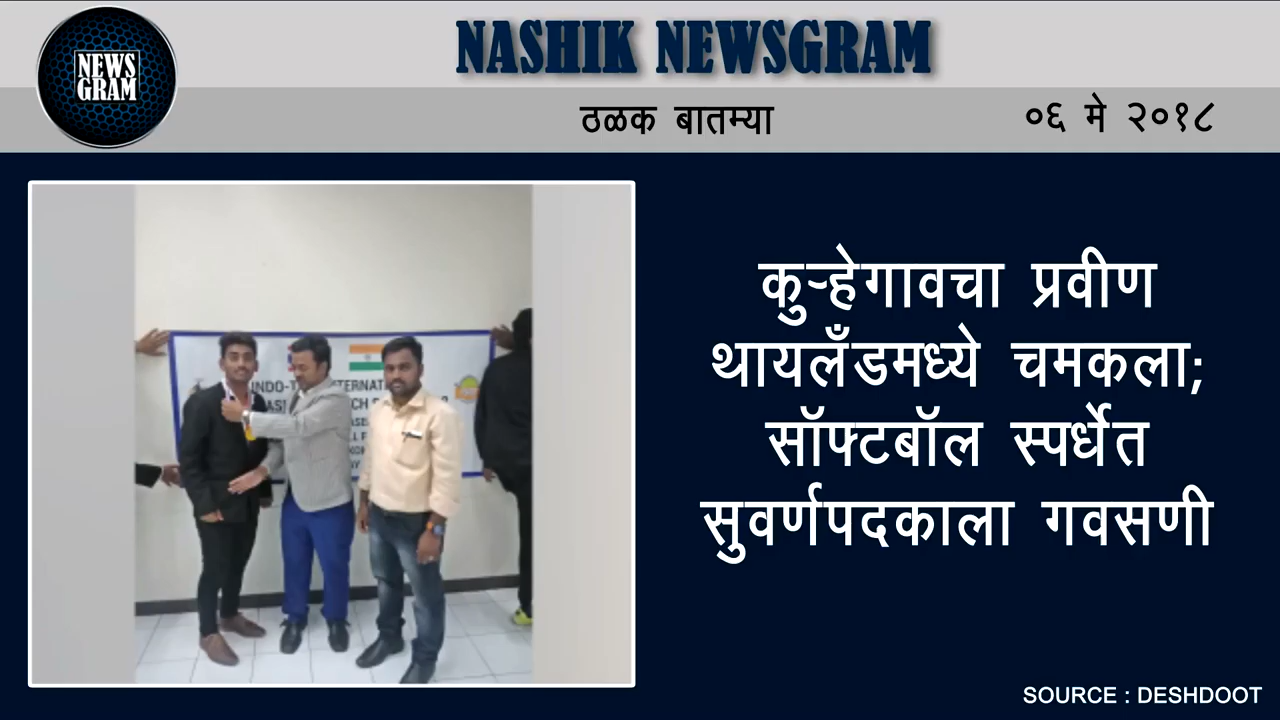 NASHIK NEWSGRAM
NEWS
GRAM
ठळक बातम्या
०६ मे २०१८
कुऱ्हेगावचा प्रवीण
थायलँडमध्ये चमकला;
सॉफ्टबॉल स्पर्धेत
सुवर्णपदकाला गवसणी
INDO-
SOURCE : DESHDOOT